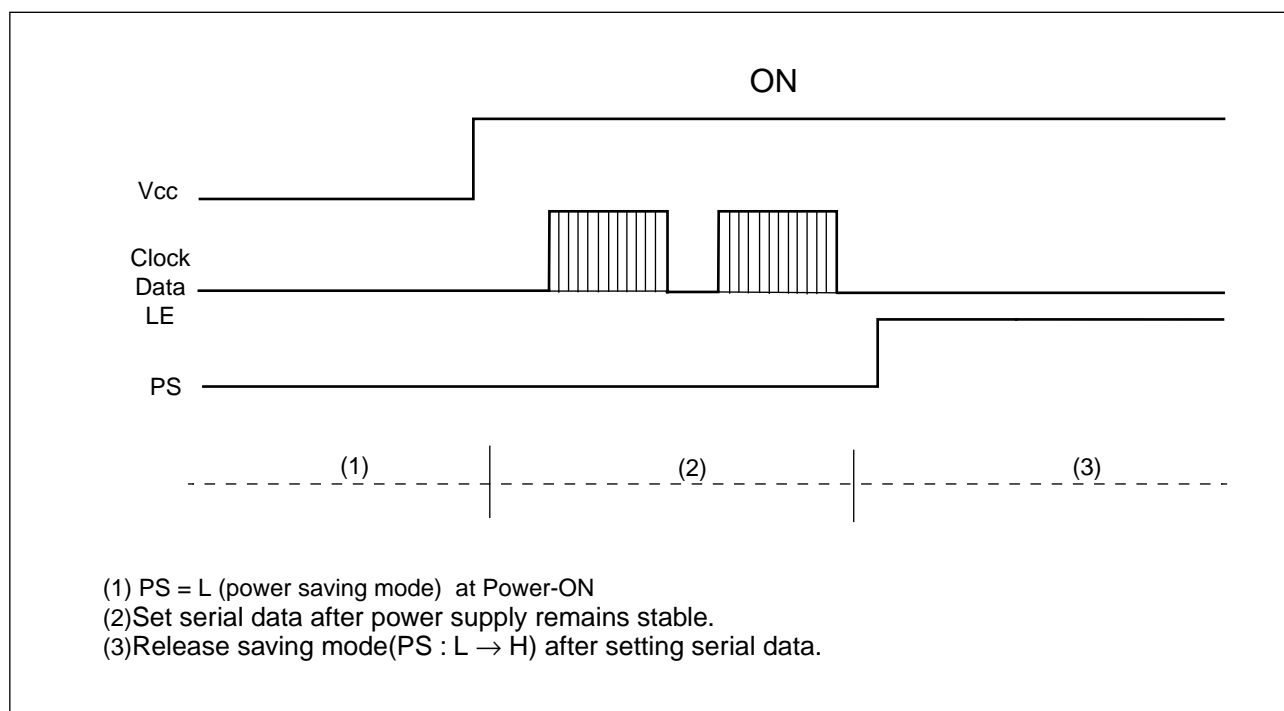 ON
Vcc
Clock
Data
LE
PS
(1)
(2)
(3)
(1) PS = L (power saving mode) at Power-ON
(2)Set serial data after power supply remains stable.
(3)Release saving mode(PS : L → H) after setting serial data.